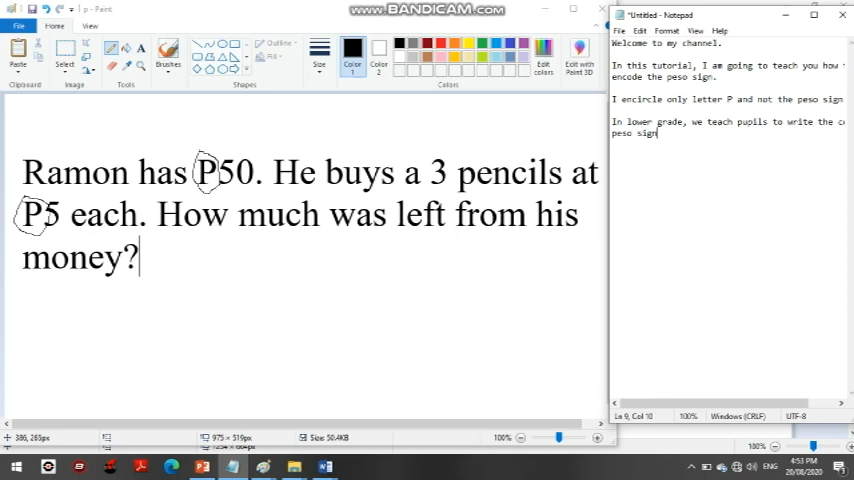 p - Paint
www.BANDICAM.com
*Untitled - Notepad
File
Home
View
File Edit Format View Help
Paste
Select
Brushes
Outline
Fill
Size
Color
1
Color
2
Edit
colors
Edit with
Paint 3D
Clipboard
Image
Tools
Shapes
Colors
Welcome to my channel.
In this tutorial, I am going to teach you how
encode the peso sign.
I encircle only letter P and not the peso sign
In lower grade, we teach pupils to write the
peso sign
Ramon has P50. He buys a 3 pencils at
P5 each. How much was left from his
money?
Ln 9, Col 10 100% Windows (CRLF) UTF-8
386, 265px
975 × 519px
Size: 50.4KB
100%
100%
ENG
4:53 PM
20/08/2020